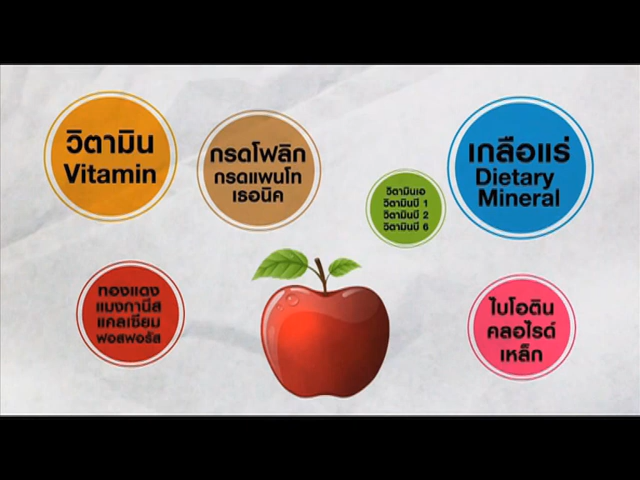 วิตามิน
Vitamin
กรดโฟลิก
กรดแพนโท
เธอนิค
วิตามินเอ
วิตามินบี 1
วิตามินบี 2
วิตามินบี 6
เกลือแร่
Dietary
Mineral
ทองแดง
แมงกานีส
แคลเซียม
ฟอสฟอรัส
ไบโอดิน
คลอไรด์
เหล็ก